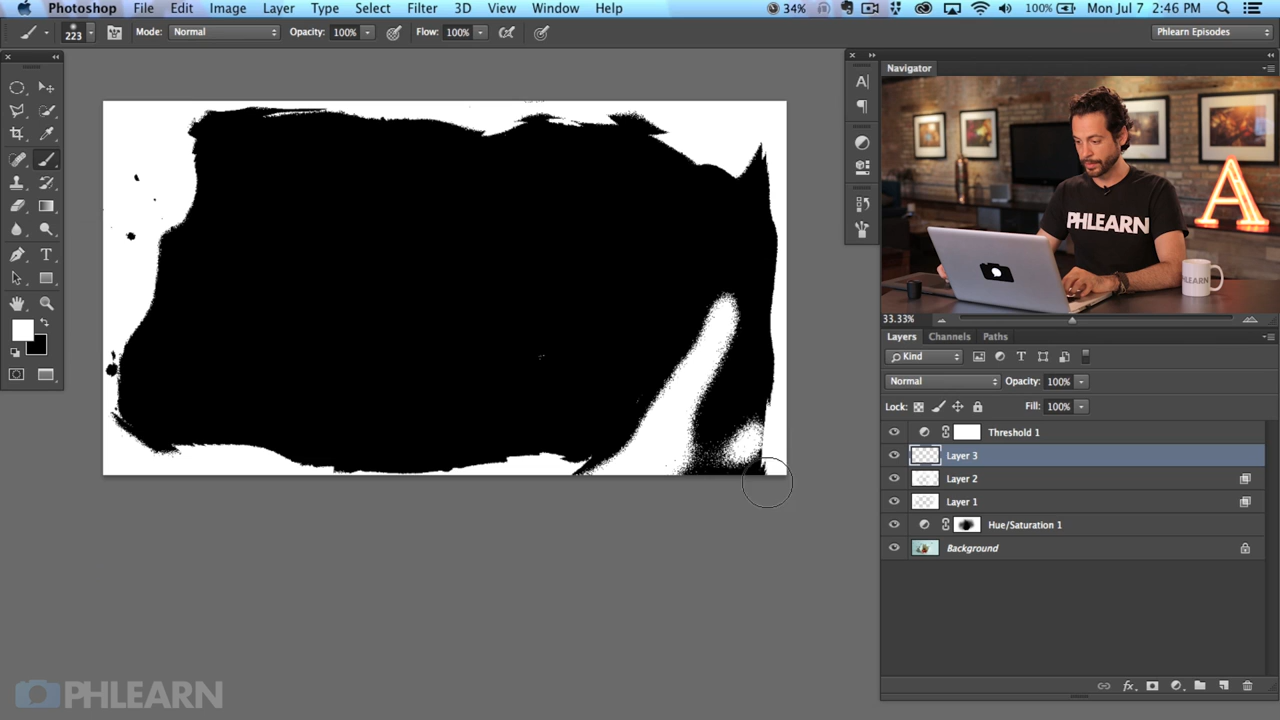 Photoshop File Edit Image Layer Type Select Filter 3D View Window Help 34% 100% Mon Jul 7 2:46 PM
223 Mode: Normal Opacity: 100% Flow: 100% Phlearn Episodes
Navigator
A
PHLEARN
PHLEARN
33.33%
Layers Channels Paths
Kind
Normal Opacity: 100%
Lock: Fill: 100%
Threshold 1
Layer 3
Layer 2
Layer 1
Hue/Saturation 1
Background
PHLEARN